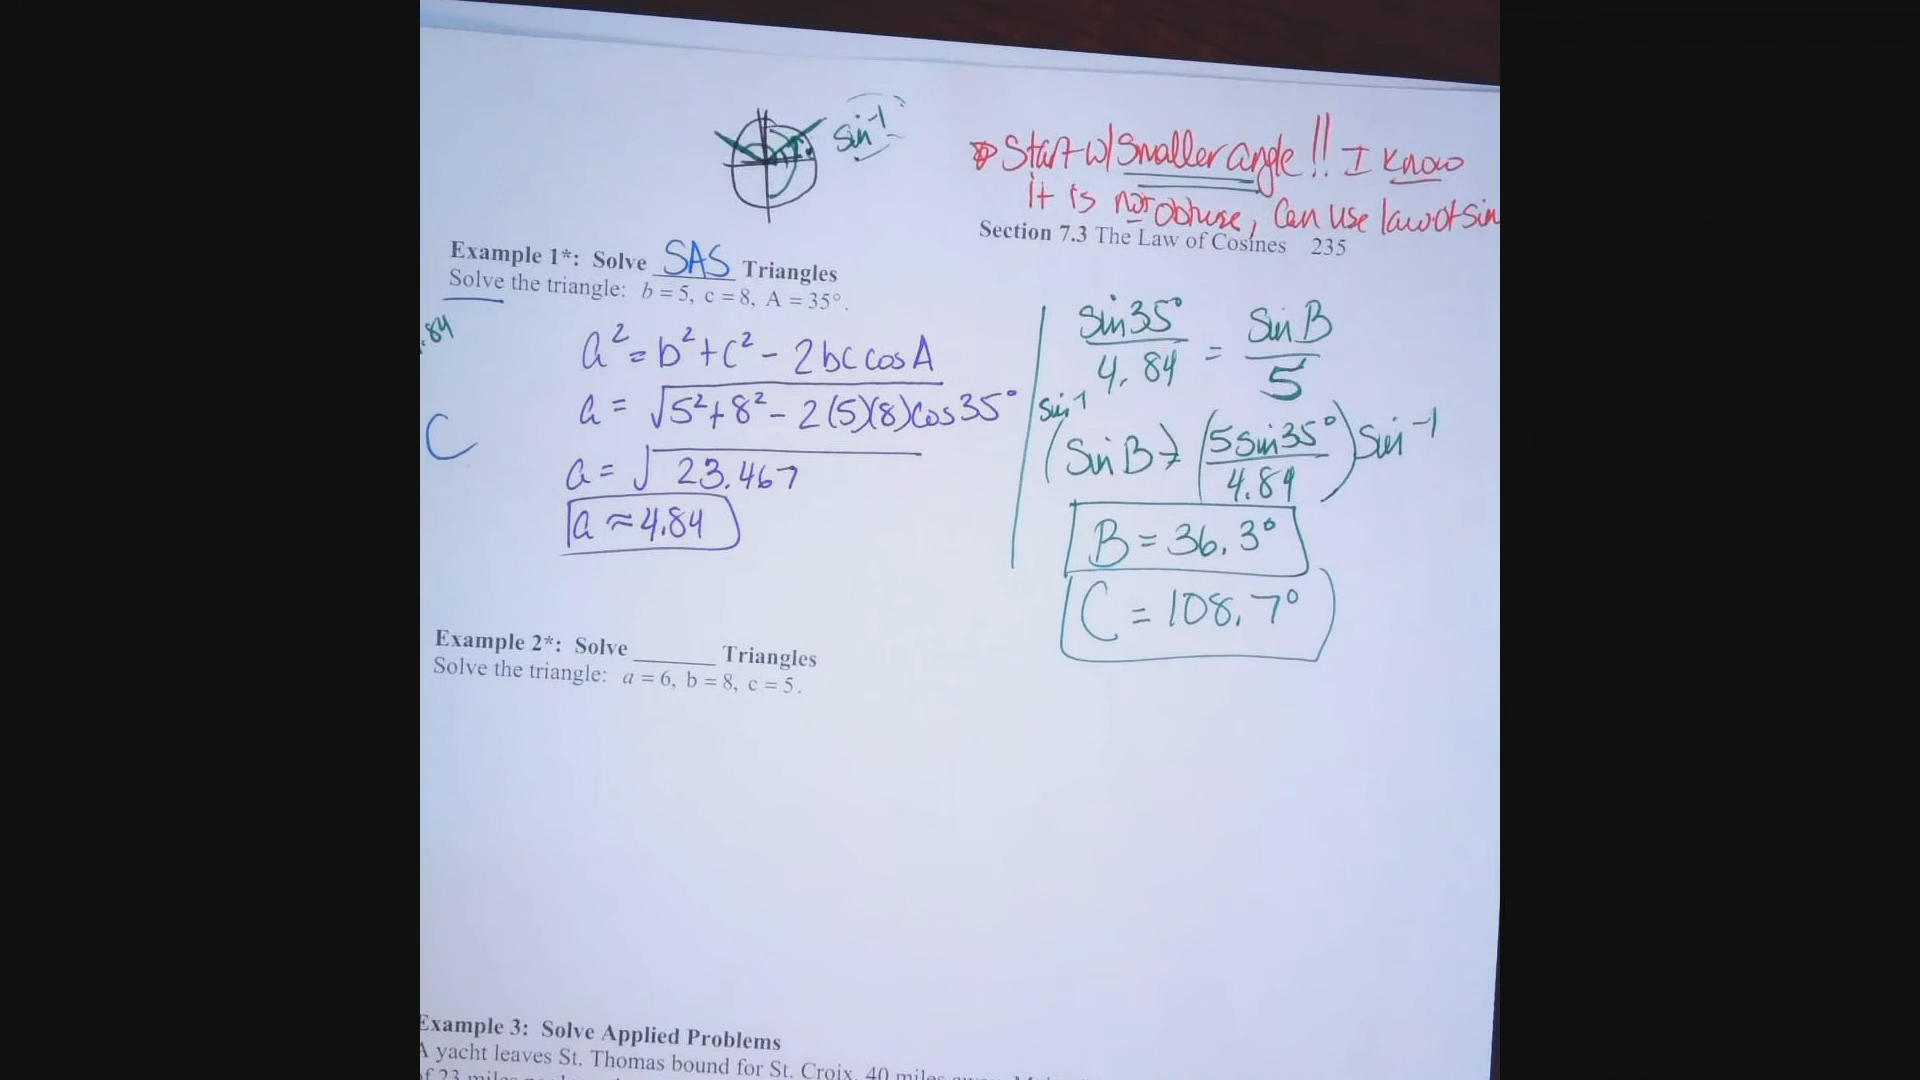 sin⁻¹
Start w/ Smaller angle!! I know
it is not obtuse, Can use law of sin
Section 7.3 The Law of Cosines 235
Example 1*: Solve SAS Triangles
Solve the triangle: b = 5, c = 8, A = 35°.
.84
C
a² = b² + c² - 2bc cos A
a = √5² + 8² - 2(5)(8)cos 35°
a = √23.467
a ≈ 4.84
sin 35° / 4.84 = sin B / 5
sin⁻¹ (sin B) = (5 sin 35° / 4.84) sin⁻¹
B = 36.3°
C = 108.7°
Example 2*: Solve ______ Triangles
Solve the triangle: a = 6, b = 8, c = 5.
Example 3: Solve Applied Problems
A yacht leaves St. Thomas bound for St. Croix, 40 miles
of 23 miles